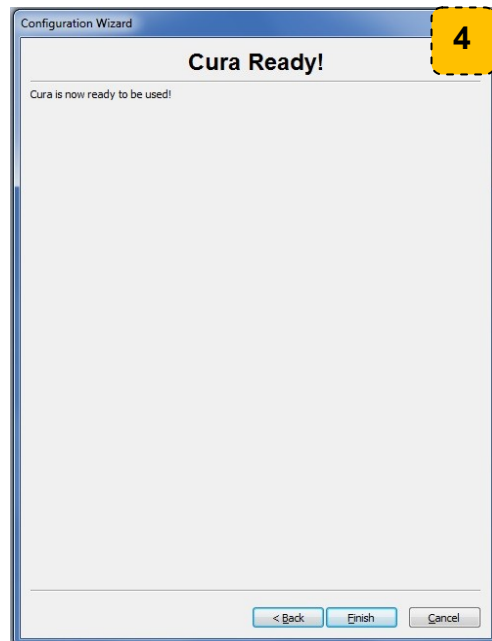 Configuration Wizard
4
Cura Ready!
Cura is now ready to be used!
< Back
Finish
Cancel